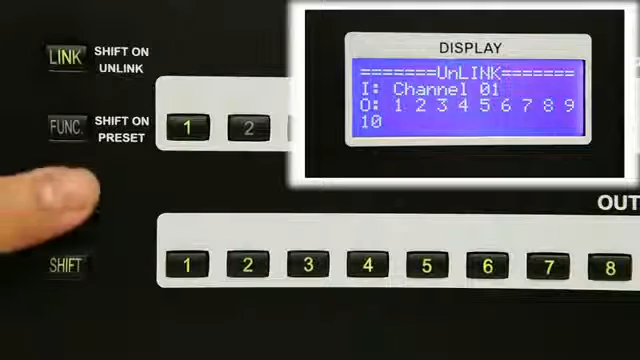 LINK
SHIFT ON
UNLINK
FUNC.
SHIFT ON
PRESET
1
2
DISPLAY
=======UnLINK=======
I: Channel 01
O: 1 2 3 4 5 6 7 8 9
10
OUT
SHIFT
1 2 3 4 5 6 7 8